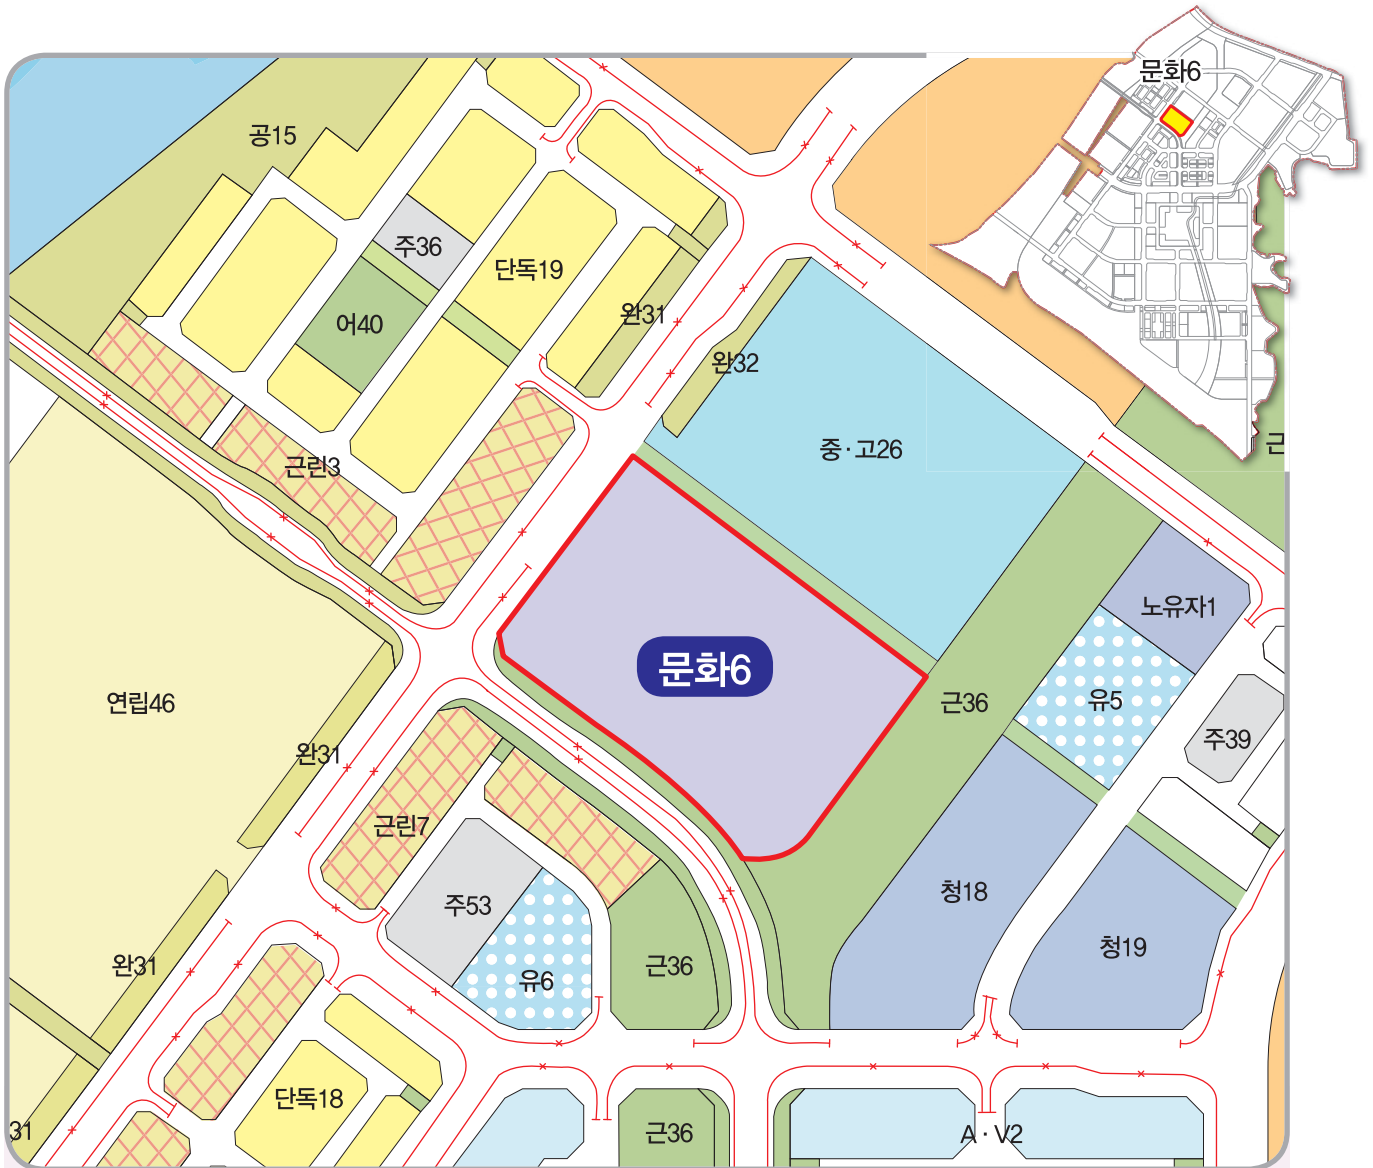 문화6
공15
주36
단독19
어40
완31
완32
중·고26
근
근린3
노유자1
문화6
유5
연립46
근36
주39
완31
근린7
청18
주53
청19
완31
유6
근36
단독18
31
근36
A·V2